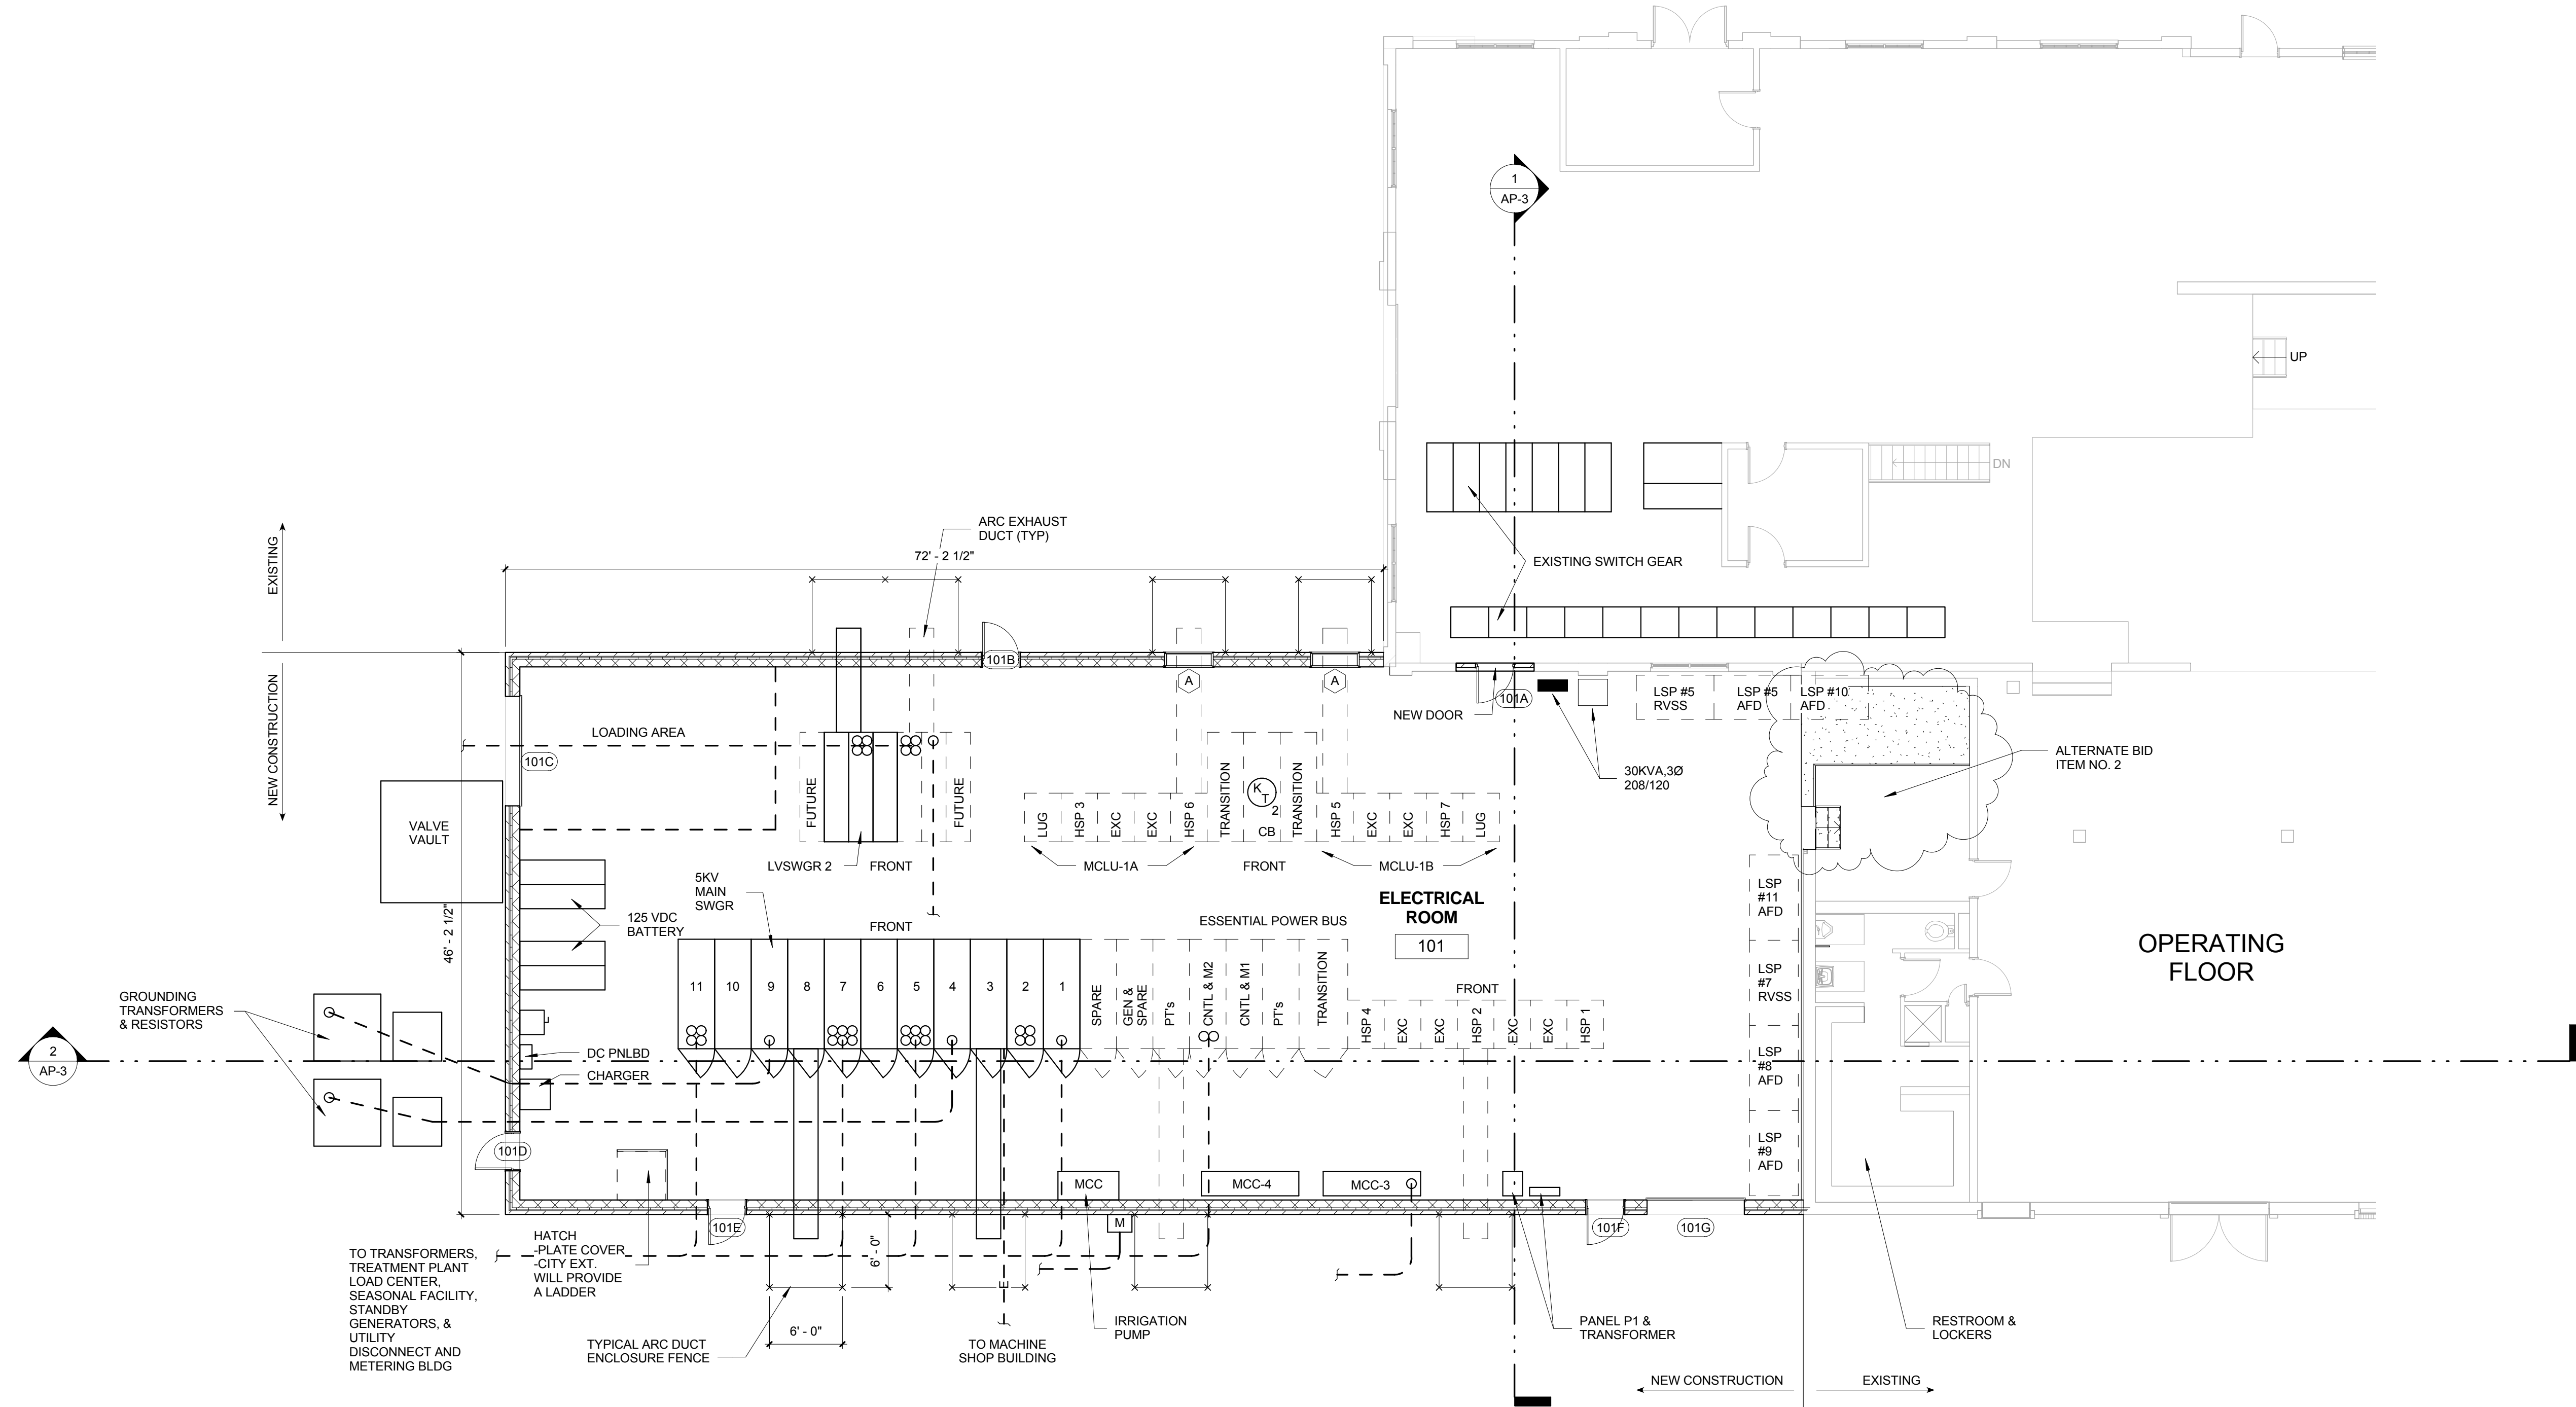 1
AP-3
UP
DN
ARC EXHAUST
DUCT (TYP)
72' - 2 1/2"
EXISTING
EXISTING SWITCH GEAR
NEW CONSTRUCTION
101B
A
A
101A
NEW DOOR
LSP #5
RVSS
LSP #5
AFD
LSP #10
AFD
LOADING AREA
101C
30KVA,3Ø
208/120
ALTERNATE BID
ITEM NO. 2
VALVE
VAULT
FUTURE
FUTURE
LUG
HSP 3
EXC
EXC
HSP 6
TRANSITION
K
T
2
CB
TRANSITION
HSP 5
EXC
EXC
HSP 7
LUG
LVSWGR 2
FRONT
MCLU-1A
FRONT
MCLU-1B
5KV
MAIN
SWGR
125 VDC
BATTERY
46' - 2 1/2"
FRONT
ESSENTIAL POWER BUS
ELECTRICAL
ROOM
101
LSP
#11
AFD
LSP
#7
RVSS
LSP
#8
AFD
LSP
#9
AFD
OPERATING
FLOOR
11
10
9
8
7
6
5
4
3
2
1
SPARE
GEN &
SPARE
PT's
CNTL & M2
CNTL & M1
PT's
TRANSITION
FRONT
HSP 4
EXC
EXC
HSP 2
EXC
EXC
HSP 1
GROUNDING
TRANSFORMERS
& RESISTORS
2
AP-3
DC PNLBD
CHARGER
101D
MCC
MCC-4
MCC-3
M
101E
101F
101G
HATCH
-PLATE COVER
-CITY EXT.
WILL PROVIDE
A LADDER
TO TRANSFORMERS,
TREATMENT PLANT
LOAD CENTER,
SEASONAL FACILITY,
STANDBY
GENERATORS, &
UTILITY
DISCONNECT AND
METERING BLDG
6' - 0"
E
6' - 0"
TYPICAL ARC DUCT
ENCLOSURE FENCE
TO MACHINE
SHOP BUILDING
IRRIGATION
PUMP
PANEL P1 &
TRANSFORMER
RESTROOM &
LOCKERS
NEW CONSTRUCTION
EXISTING